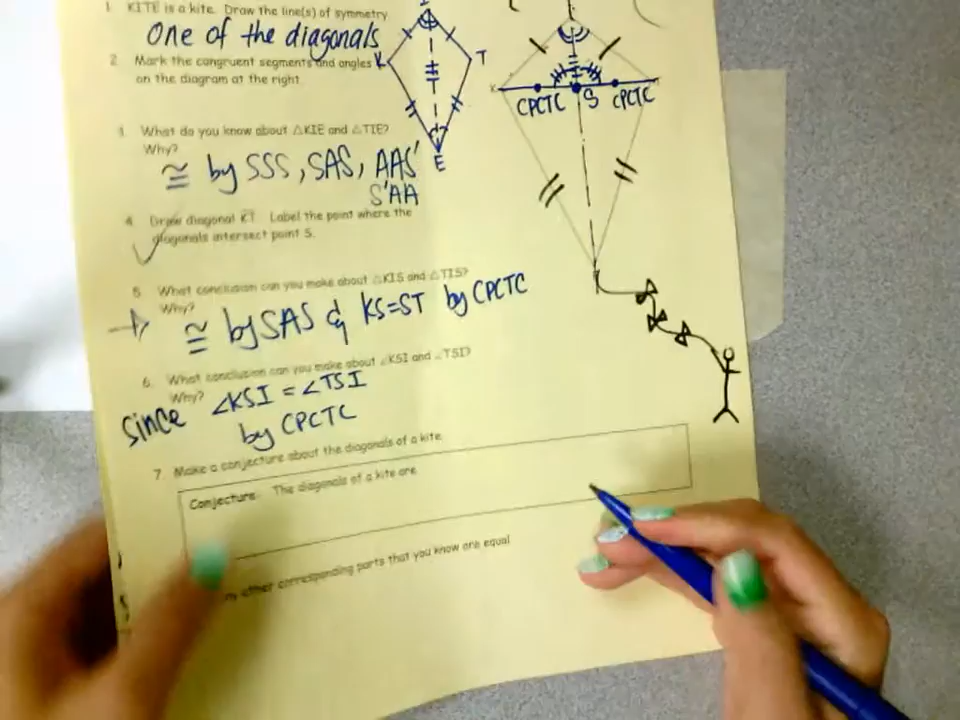 1. KITE is a kite. Draw the line(s) of symmetry
One of the diagonals
2. Mark the congruent segments and angles
on the diagram at the right.
K T
E
CPCTC S CPCTC
3. What do you know about △KIE and △TIE?
Why?
≅ by SSS, SAS, AAS'
S'AA
4. Draw diagonal KT. Label the point where the
diagonals intersect point S.
5. What conclusion can you make about △KIS and △TIS?
Why?
≅ by SAS & KS=ST by CPCTC
6. What conclusion can you make about ∠KSI and ∠TSI?
Why?
Since ∠KSI = ∠TSI
by CPCTC
7. Make a conjecture about the diagonals of a kite.
Conjecture: The diagonals of a kite are
other corresponding parts that you know are equal